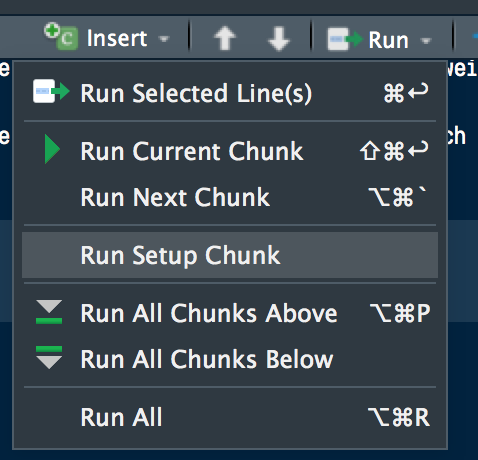 C Insert Run
e wei
Run Selected Line(s) ⌘↩
e ch
Run Current Chunk ⇧⌘↩
Run Next Chunk ⌥⌘`
Run Setup Chunk
Run All Chunks Above ⌥⌘P
Run All Chunks Below
Run All ⌥⌘R